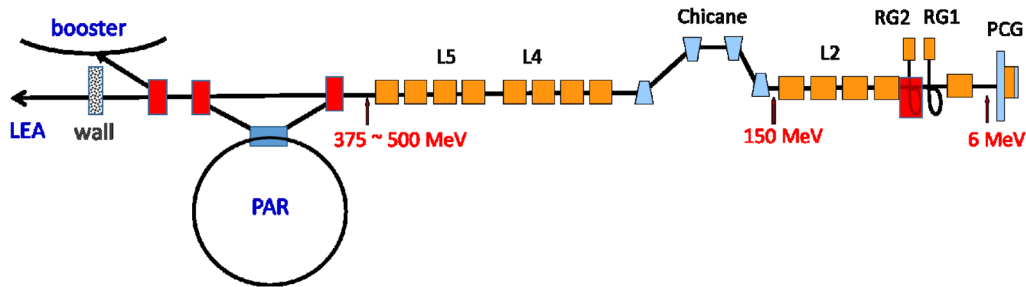 booster
LEA
wall
PAR
375 ~ 500 MeV
L5
L4
Chicane
150 MeV
L2
RG2
RG1
PCG
6 MeV